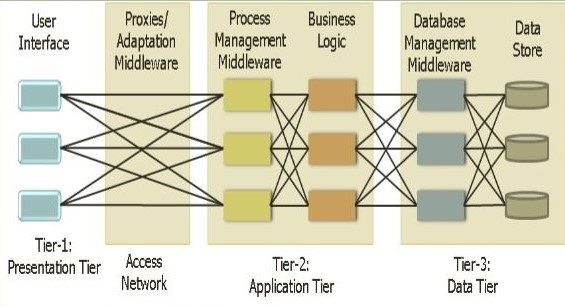 User
Interface
Proxies/
Adaptation
Middleware
Process
Management
Middleware
Business
Logic
Database
Management
Middleware
Data
Store
Tier-1:
Presentation Tier
Access
Network
Tier-2:
Application Tier
Tier-3:
Data Tier